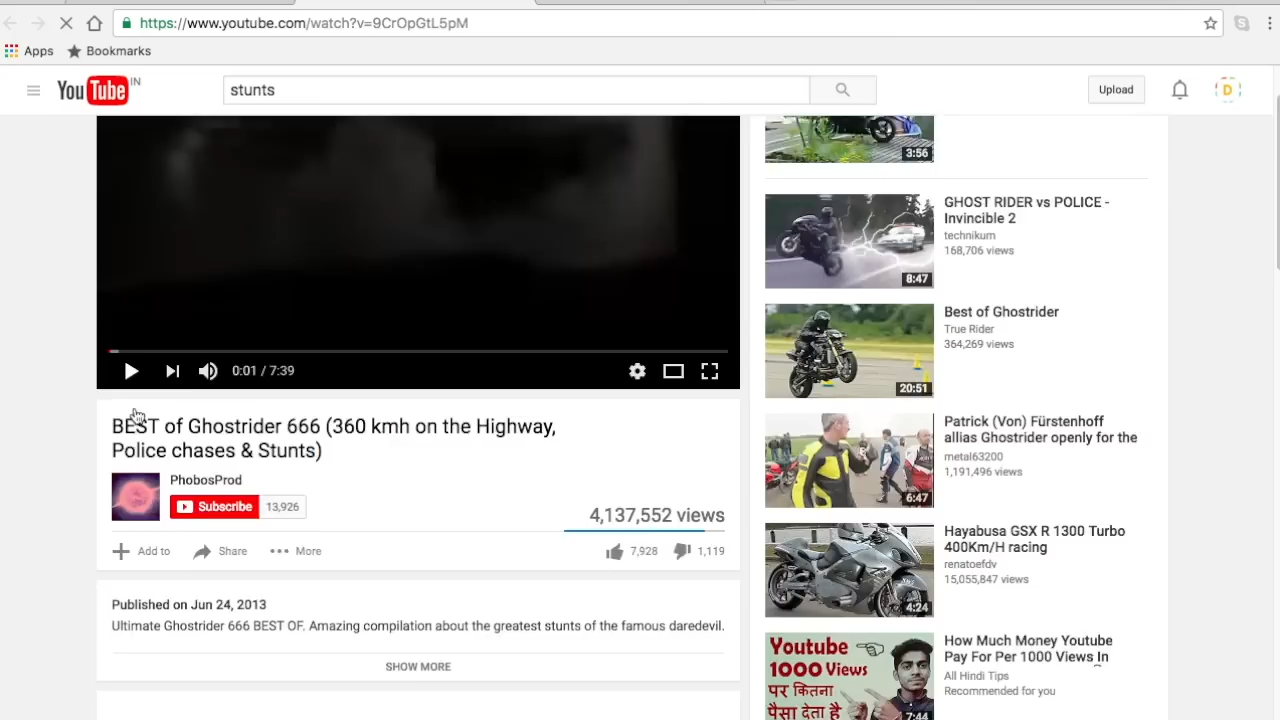 https://www.youtube.com/watch?v=9CrOpGtL5pM
Apps
Bookmarks
YouTube IN
stunts
Upload
D
3:56
0:01 / 7:39
BEST of Ghostrider 666 (360 kmh on the Highway,
Police chases & Stunts)
PhobosProd
Subscribe
13,926
4,137,552 views
Add to
Share
More
7,928
1,119
Published on Jun 24, 2013
Ultimate Ghostrider 666 BEST OF. Amazing compilation about the greatest stunts of the famous daredevil.
SHOW MORE
GHOST RIDER vs POLICE -
Invincible 2
technikum
168,706 views
8:47
Best of Ghostrider
True Rider
364,269 views
20:51
Patrick (Von) Fürstenhoff
allias Ghostrider openly for the
metal63200
1,191,496 views
6:47
Hayabusa GSX R 1300 Turbo
400Km/H racing
renatoefdv
15,055,847 views
4:24
How Much Money Youtube
Pay For Per 1000 Views In
All Hindi Tips
Recommended for you
Youtube
1000 Views
पर कितना
पैसा देता है
7:44